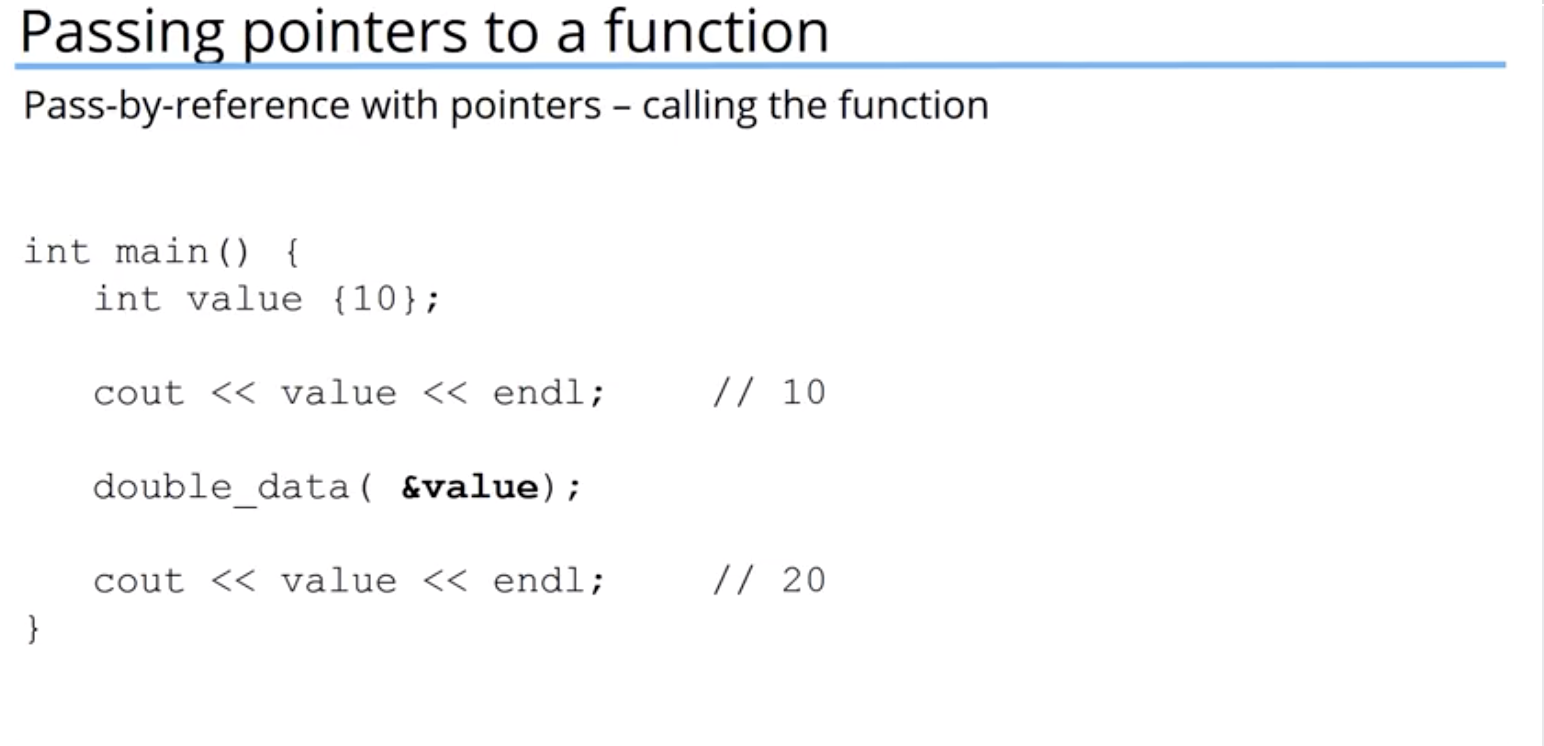 Passing pointers to a function
Pass-by-reference with pointers – calling the function
int main() {
int value {10};
cout << value << endl; // 10
double_data( &value);
cout << value << endl; // 20
}